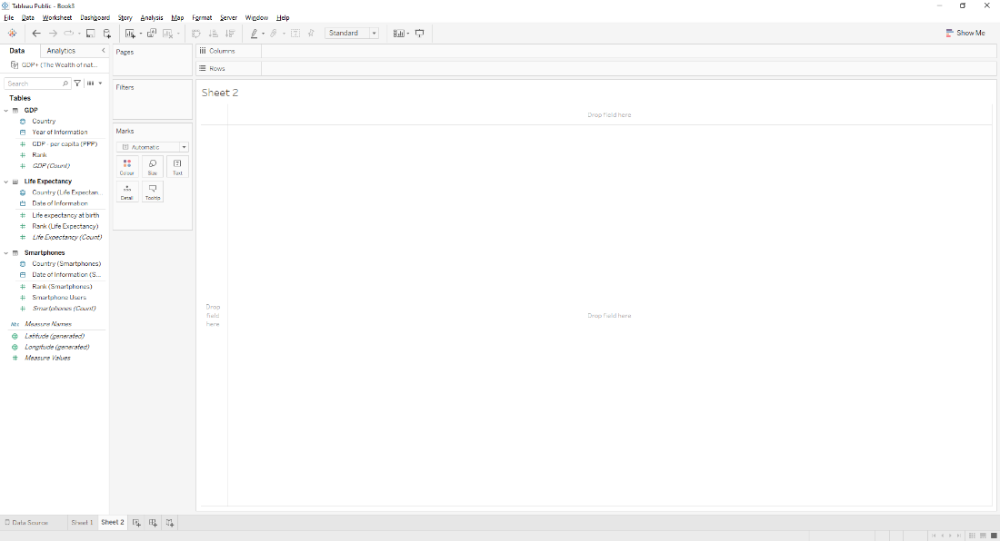 Tableau Public - Book3
File Data Worksheet Dashboard Story Analysis Map Format Server Window Help
Standard
Show Me
Data Analytics
Pages
Columns
GDP+ (The Wealth of nat...
Rows
Search
Filters
Sheet 2
Tables
GDP
Country
Year of Information
GDP - per capita (PPP)
Rank
GDP (Count)
Life Expectancy
Country (Life Expectan...
Date of Information
Life expectancy at birth
Rank (Life Expectancy)
Life Expectancy (Count)
Smartphones
Country (Smartphones)
Date of Information (S...
Rank (Smartphones)
Smartphone Users
Smartphones (Count)
Abc Measure Names
Latitude (generated)
Longitude (generated)
Measure Values
Marks
Automatic
Colour Size Text
Detail Tooltip
Drop field here
Drop
field
here
Drop field here
Data Source Sheet 1 Sheet 2